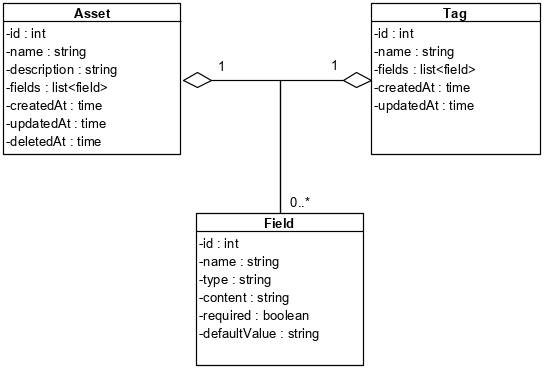 Asset
-id : int
-name : string
-description : string
-fields : list<field>
-createdAt : time
-updatedAt : time
-deletedAt : time
1
1
Tag
-id : int
-name : string
-fields : list<field>
-createdAt : time
-updatedAt : time
0..*
Field
-id : int
-name : string
-type : string
-content : string
-required : boolean
-defaultValue : string